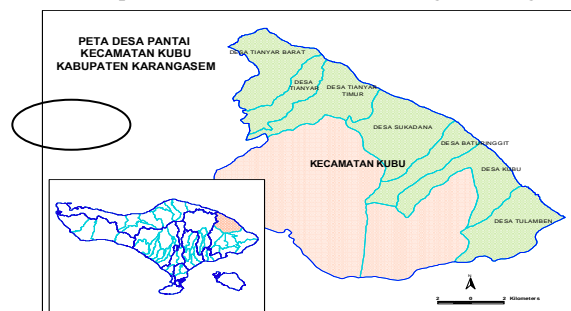 PETA DESA PANTAI
KECAMATAN KUBU
KABUPATEN KARANGASEM
DESA TIANYAR BARAT
DESA
TIANYAR
DESA TIANYAR
TIMUR
DESA SUKADANA
DESA BATURINGGIT
KECAMATAN KUBU
DESA KUBU
DESA TULAMBEN
N
2 0 2 Kilometers